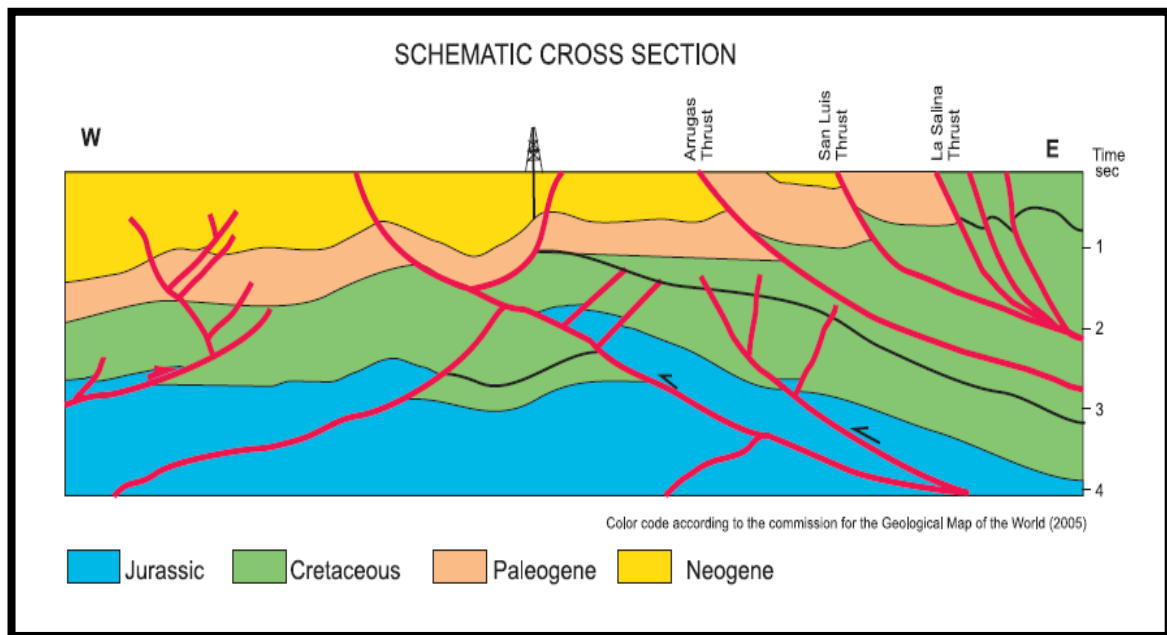 SCHEMATIC CROSS SECTION
W
Arrugas
Thrust
San Luis
Thrust
La Salina
Thrust
E
Time
sec
1
2
3
4
Color code according to the commission for the Geological Map of the World (2005)
Jurassic
Cretaceous
Paleogene
Neogene